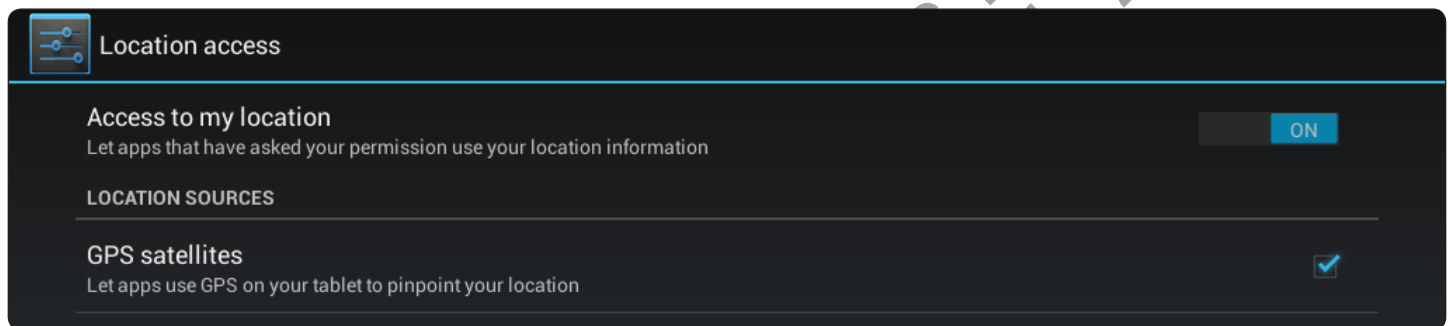 Location access
Access to my location
ON
Let apps that have asked your permission use your location information
LOCATION SOURCES
GPS satellites
Let apps use GPS on your tablet to pinpoint your location